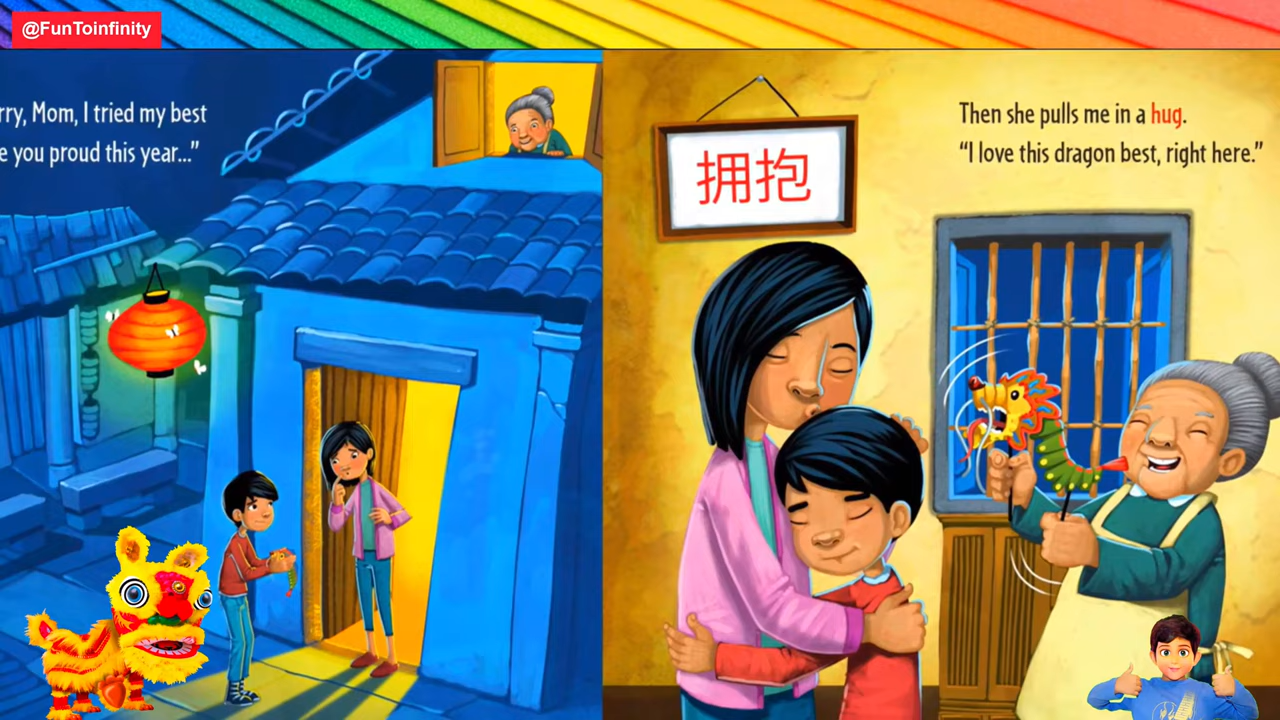 @FunToinfinity
rry, Mom, I tried my best
e you proud this year...”
拥抱
Then she pulls me in a hug.
“I love this dragon best, right here.”